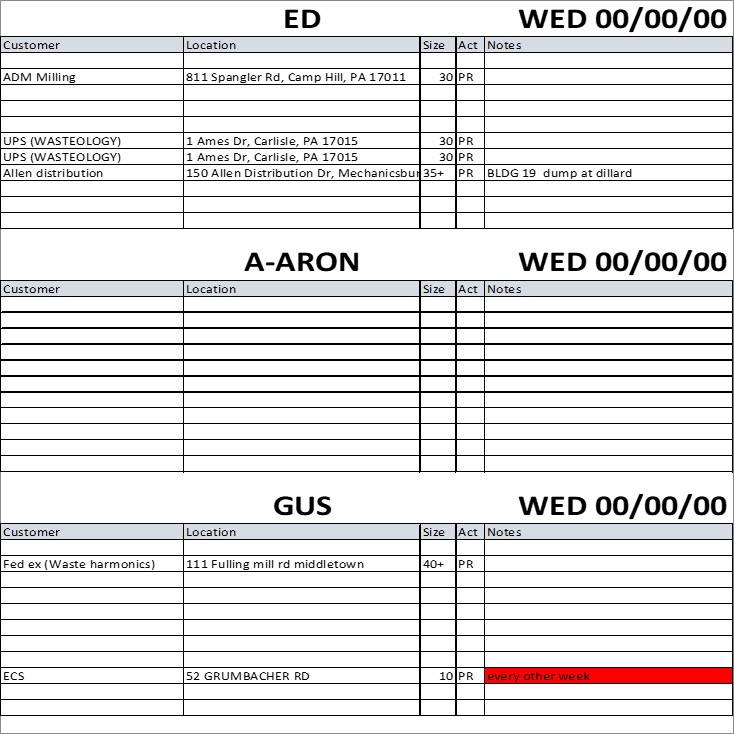 ED WED 00/00/00
Customer Location Size Act Notes
ADM Milling 811 Spangler Rd, Camp Hill, PA 17011 30 PR
UPS (WASTEOLOGY) 1 Ames Dr, Carlisle, PA 17015 30 PR
UPS (WASTEOLOGY) 1 Ames Dr, Carlisle, PA 17015 30 PR
Allen distribution 150 Allen Distribution Dr, Mechanicsbur 35+ PR BLDG 19 dump at dillard
A-ARON WED 00/00/00
Customer Location Size Act Notes
GUS WED 00/00/00
Customer Location Size Act Notes
Fed ex (Waste harmonics) 111 Fulling mill rd middletown 40+ PR
ECS 52 GRUMBACHER RD 10 PR every other week